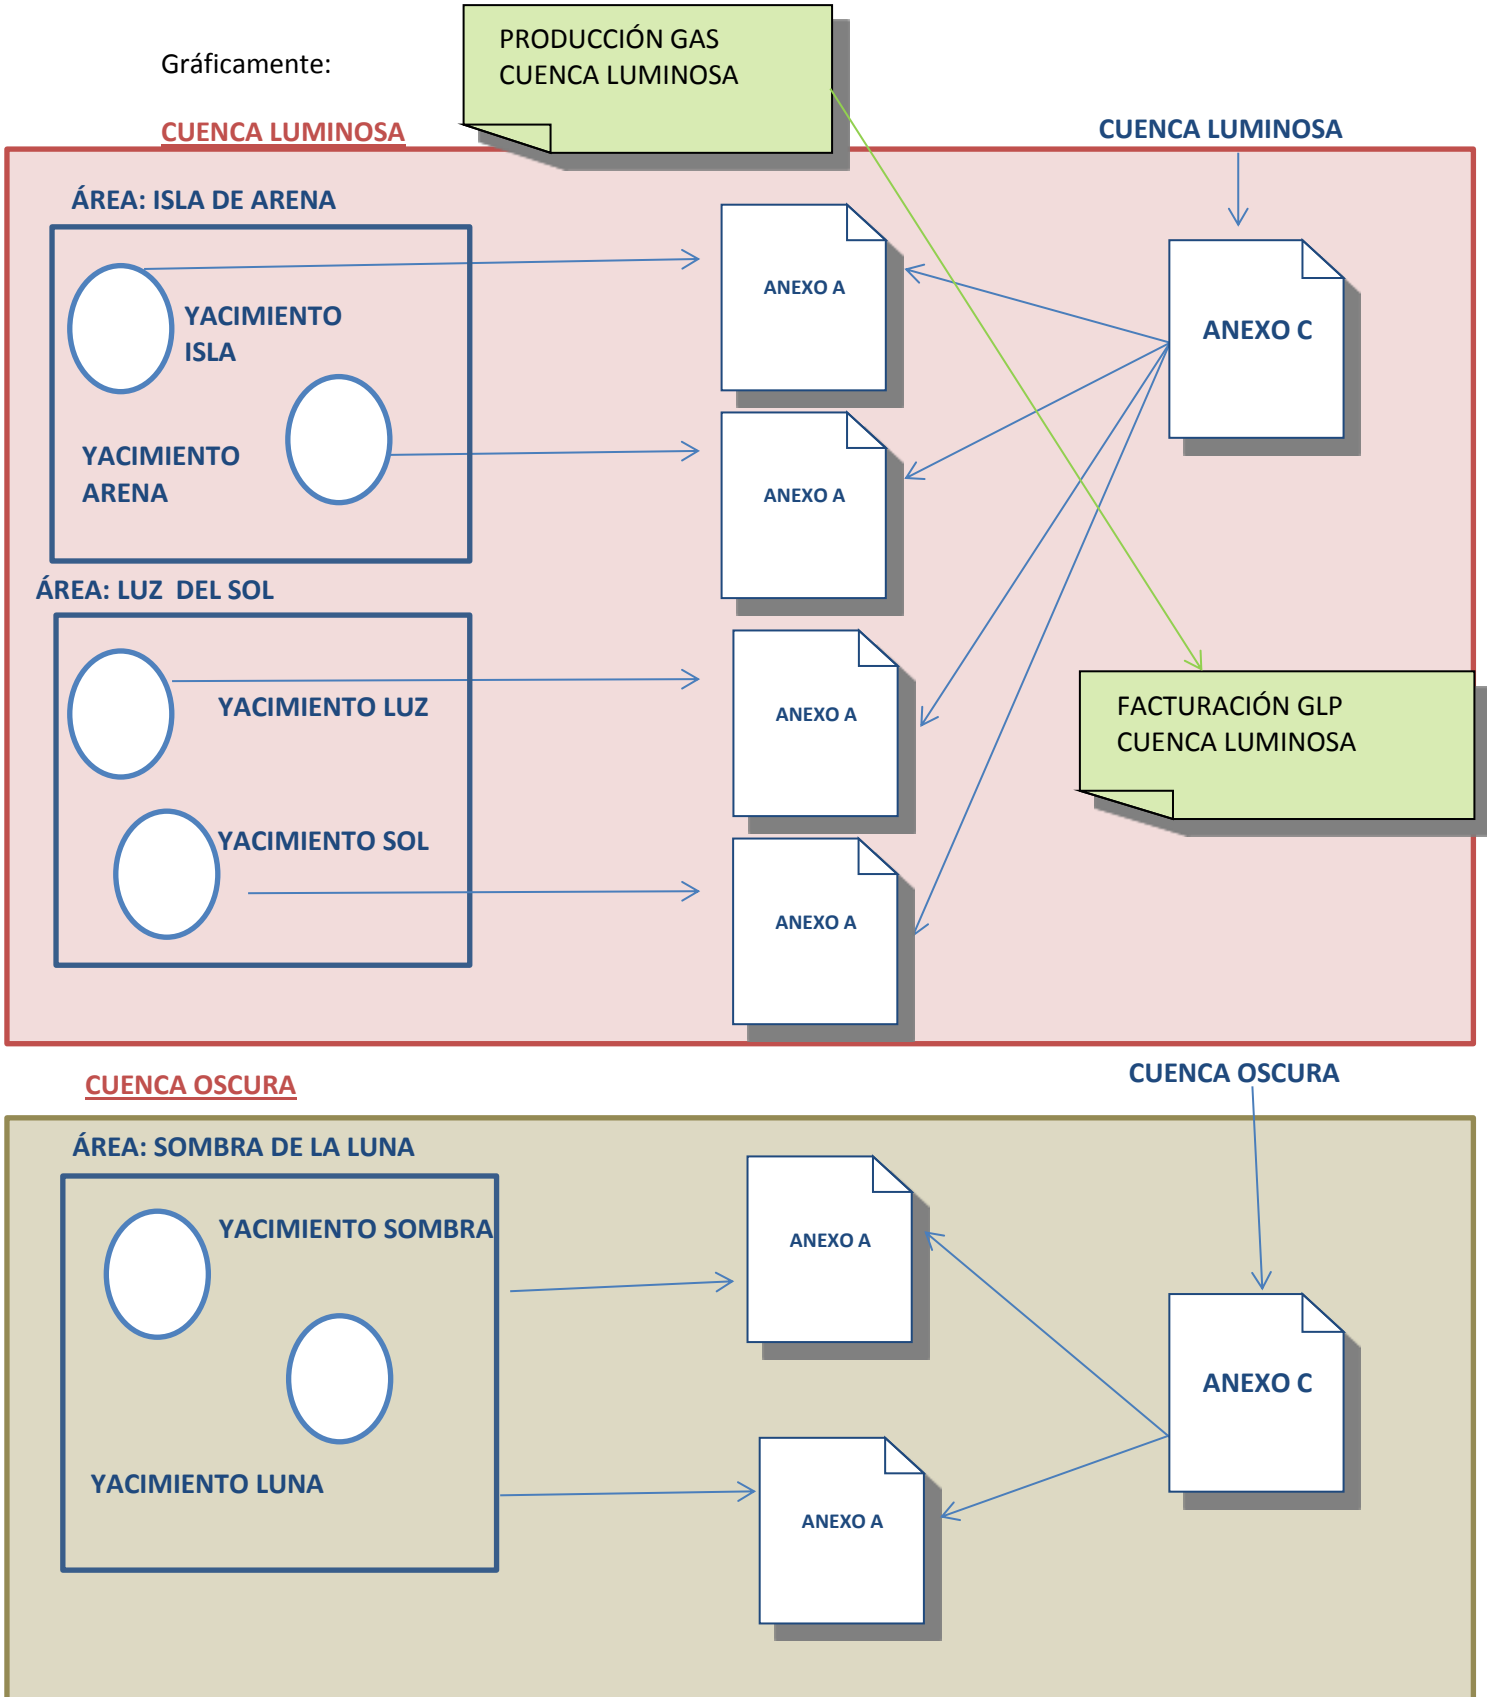 PRODUCCIÓN GAS
CUENCA LUMINOSA
Gráficamente:
CUENCA LUMINOSA
CUENCA LUMINOSA
ÁREA: ISLA DE ARENA
ANEXO A
YACIMIENTO
ISLA
ANEXO C
YACIMIENTO
ARENA
ANEXO A
ÁREA: LUZ  DEL SOL
YACIMIENTO LUZ
ANEXO A
FACTURACIÓN GLP
CUENCA LUMINOSA
YACIMIENTO SOL
ANEXO A
CUENCA OSCURA
CUENCA OSCURA
ÁREA: SOMBRA DE LA LUNA
YACIMIENTO SOMBRA
ANEXO A
ANEXO C
YACIMIENTO LUNA
ANEXO A